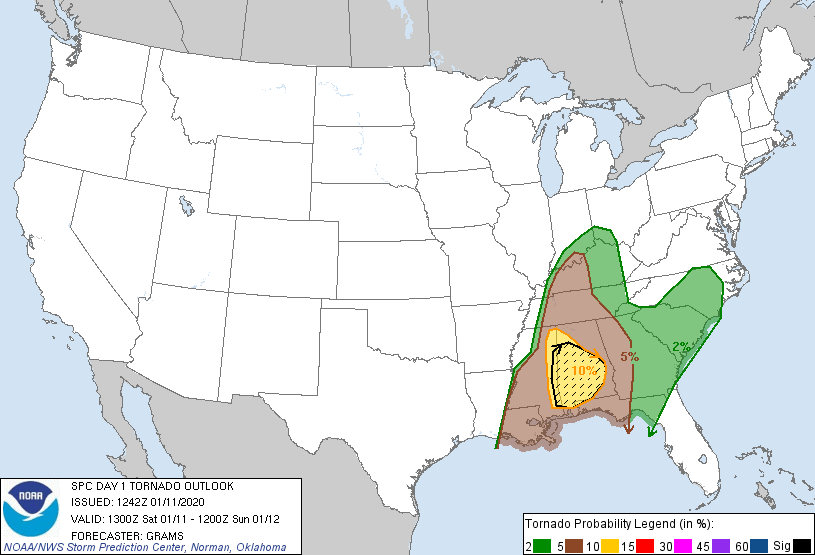 2%
5%
10%
NOAA
SPC DAY 1 TORNADO OUTLOOK
ISSUED: 1242Z 01/11/2020
VALID: 1300Z Sat 01/11 - 1200Z Sun 01/12
FORECASTER: GRAMS
NOAA/NWS Storm Prediction Center, Norman, Oklahoma
Tornado Probability Legend (in %):
2 5 10 15 30 45 60 Sig